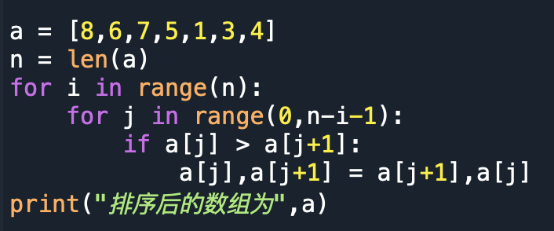 a = [8,6,7,5,1,3,4]
n = len(a)
for i in range(n):
    for j in range(0,n-i-1):
        if a[j] > a[j+1]:
            a[j],a[j+1] = a[j+1],a[j]
print("排序后的数组为",a)